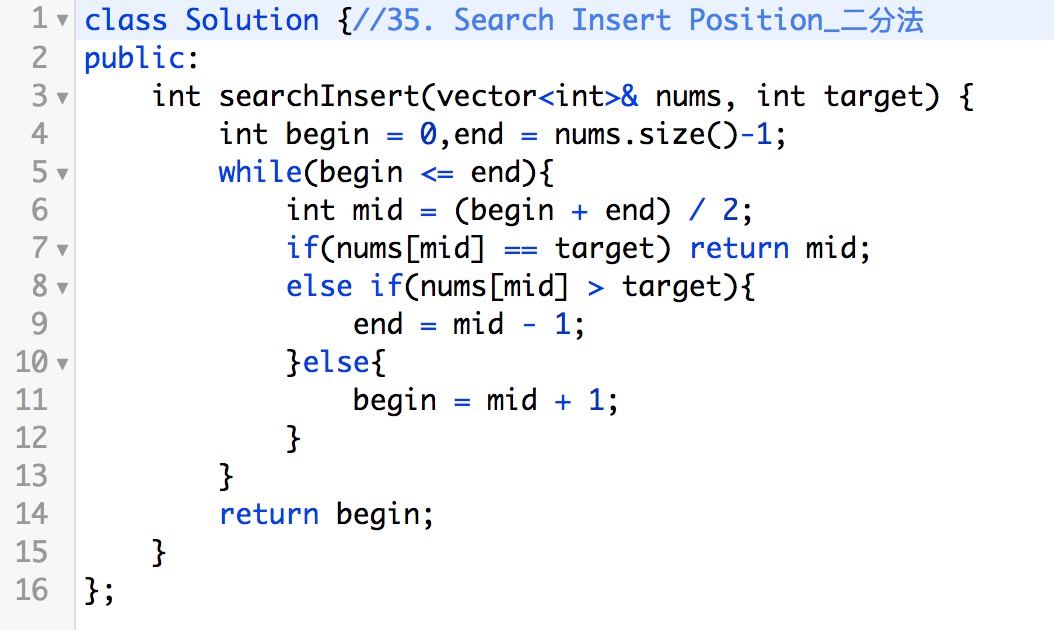 1 class Solution {//35. Search Insert Position_二分法
2 public:
3     int searchInsert(vector<int>& nums, int target) {
4         int begin = 0,end = nums.size()-1;
5         while(begin <= end){
6             int mid = (begin + end) / 2;
7             if(nums[mid] == target) return mid;
8             else if(nums[mid] > target){
9                 end = mid - 1;
10             }else{
11                 begin = mid + 1;
12             }
13         }
14         return begin;
15     }
16 };